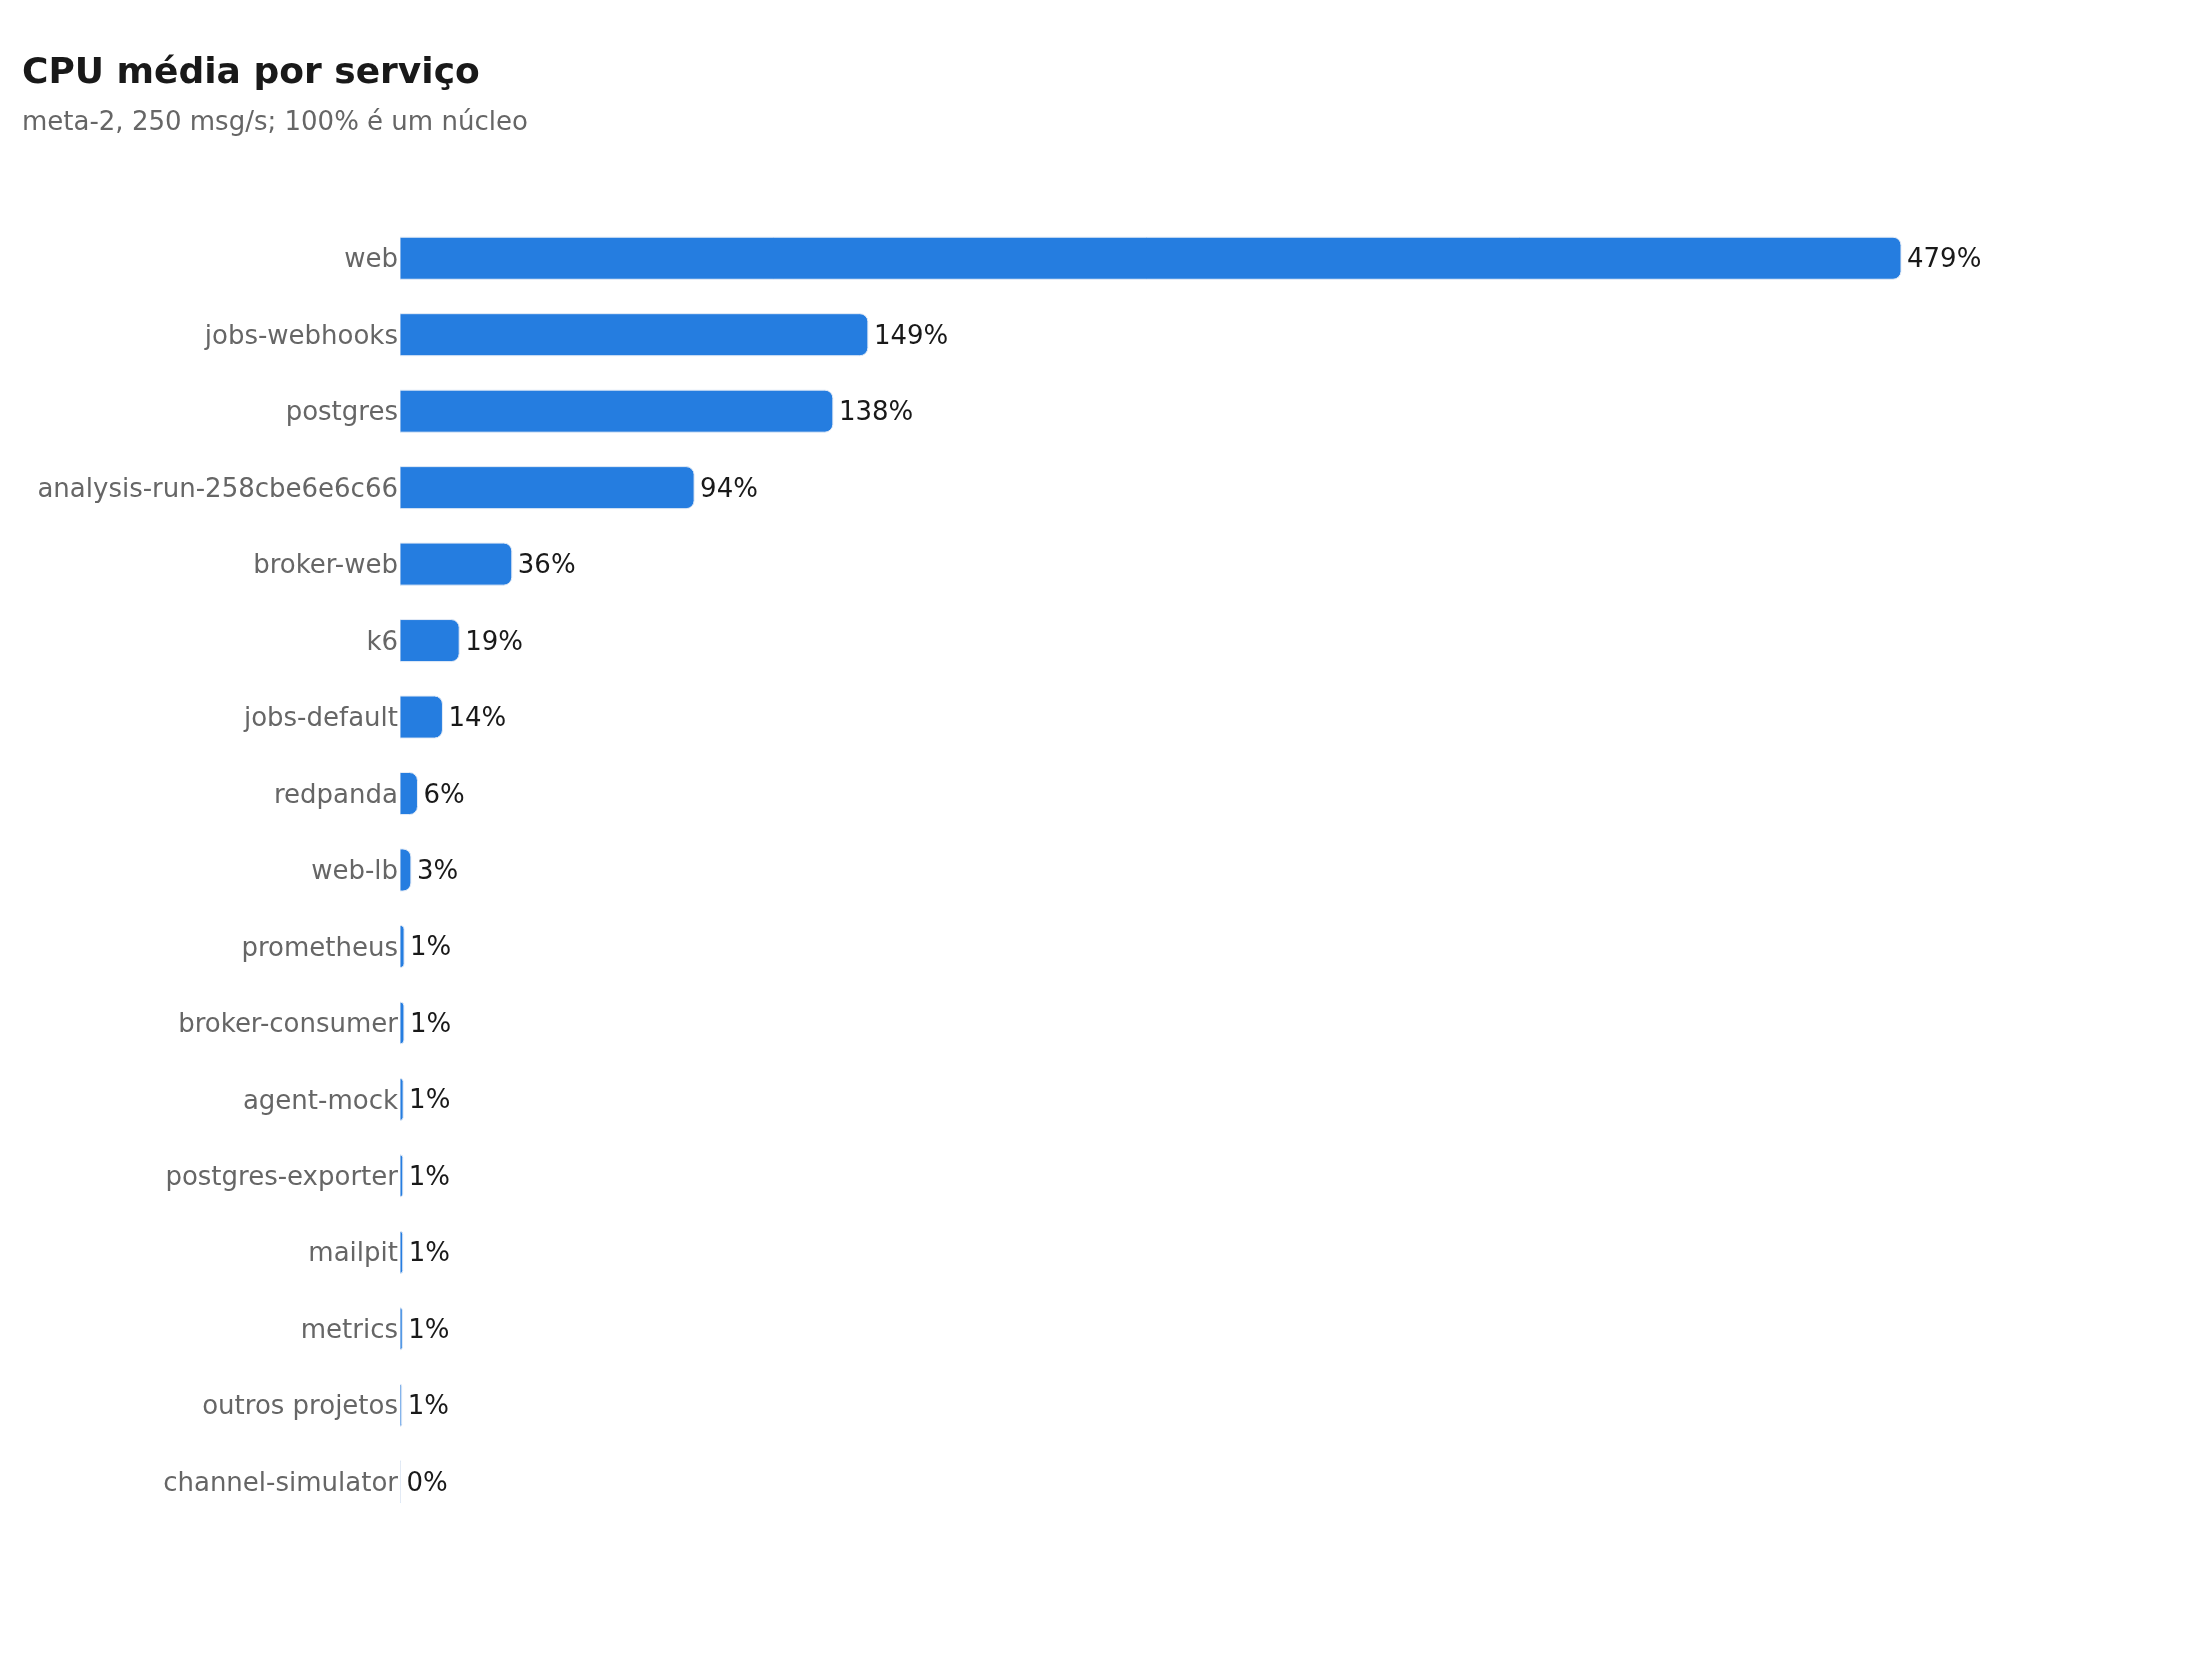 CPU média por serviço
meta-2, 250 msg/s; 100% é um núcleo
web 479%
jobs-webhooks 149%
postgres 138%
analysis-run-258cbe6e6c66 94%
broker-web 36%
k6 19%
jobs-default 14%
redpanda 6%
web-lb 3%
prometheus 1%
broker-consumer 1%
agent-mock 1%
postgres-exporter 1%
mailpit 1%
metrics 1%
outros projetos 1%
channel-simulator 0%